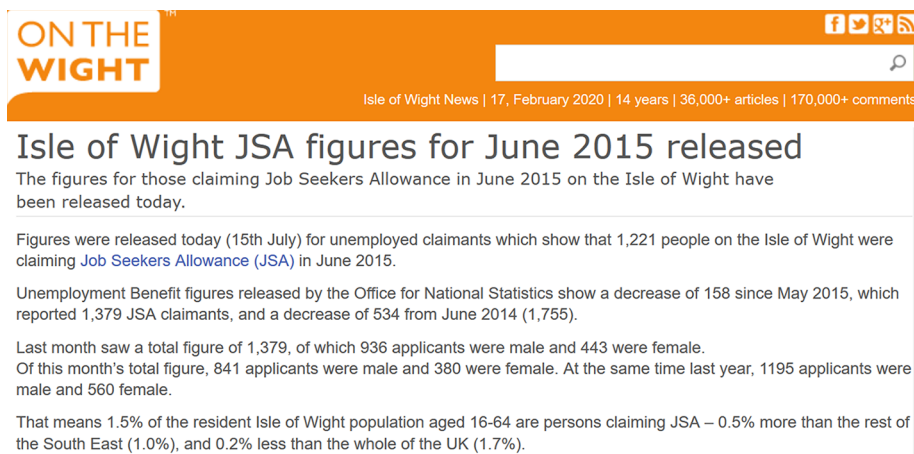 ON THE
WIGHT
TM
Isle of Wight News | 17, February 2020 | 14 years | 36,000+ articles | 170,000+ comments
Isle of Wight JSA figures for June 2015 released
The figures for those claiming Job Seekers Allowance in June 2015 on the Isle of Wight have
been released today.
Figures were released today (15th July) for unemployed claimants which show that 1,221 people on the Isle of Wight were
claiming Job Seekers Allowance (JSA) in June 2015.
Unemployment Benefit figures released by the Office for National Statistics show a decrease of 158 since May 2015, which
reported 1,379 JSA claimants, and a decrease of 534 from June 2014 (1,755).
Last month saw a total figure of 1,379, of which 936 applicants were male and 443 were female.
Of this month's total figure, 841 applicants were male and 380 were female. At the same time last year, 1195 applicants were
male and 560 female.
That means 1.5% of the resident Isle of Wight population aged 16-64 are persons claiming JSA – 0.5% more than the rest of
the South East (1.0%), and 0.2% less than the whole of the UK (1.7%).